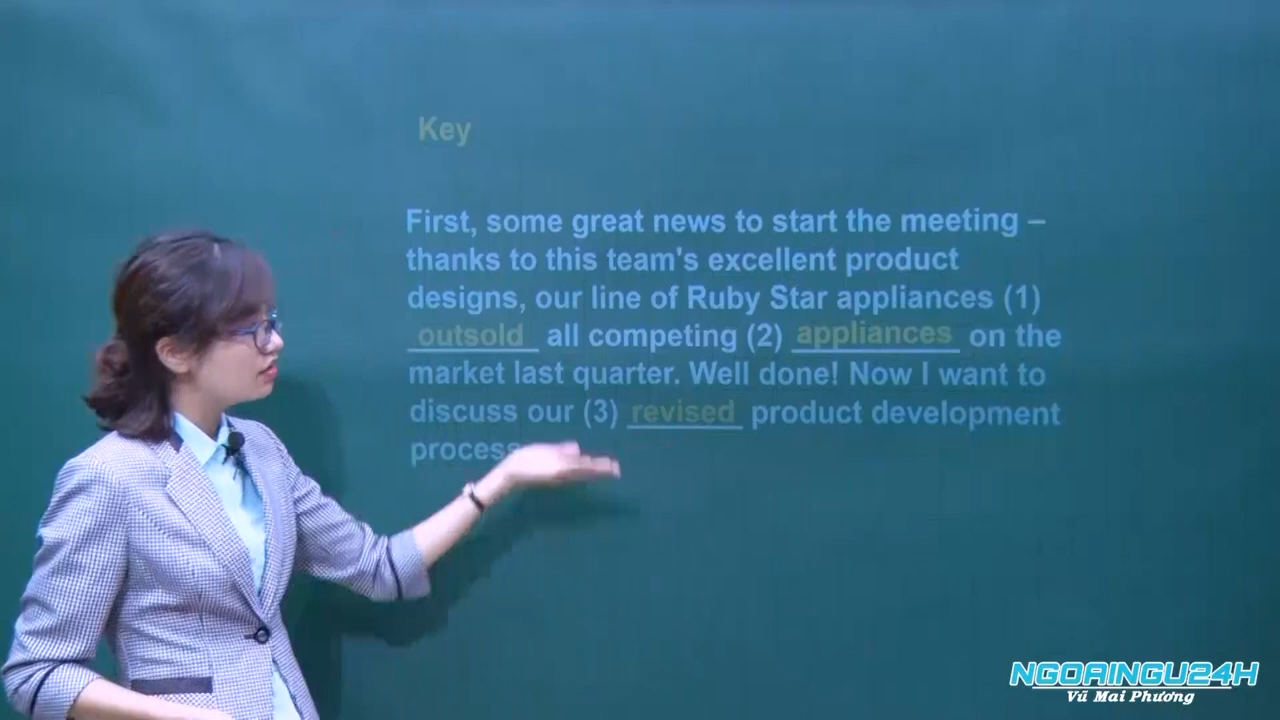 Key
First, some great news to start the meeting –
thanks to this team's excellent product
designs, our line of Ruby Star appliances (1)
outsold all competing (2) appliances on the
market last quarter. Well done! Now I want to
discuss our (3) revised product development
process
NGOAINGU24H
Vũ Mai Phương